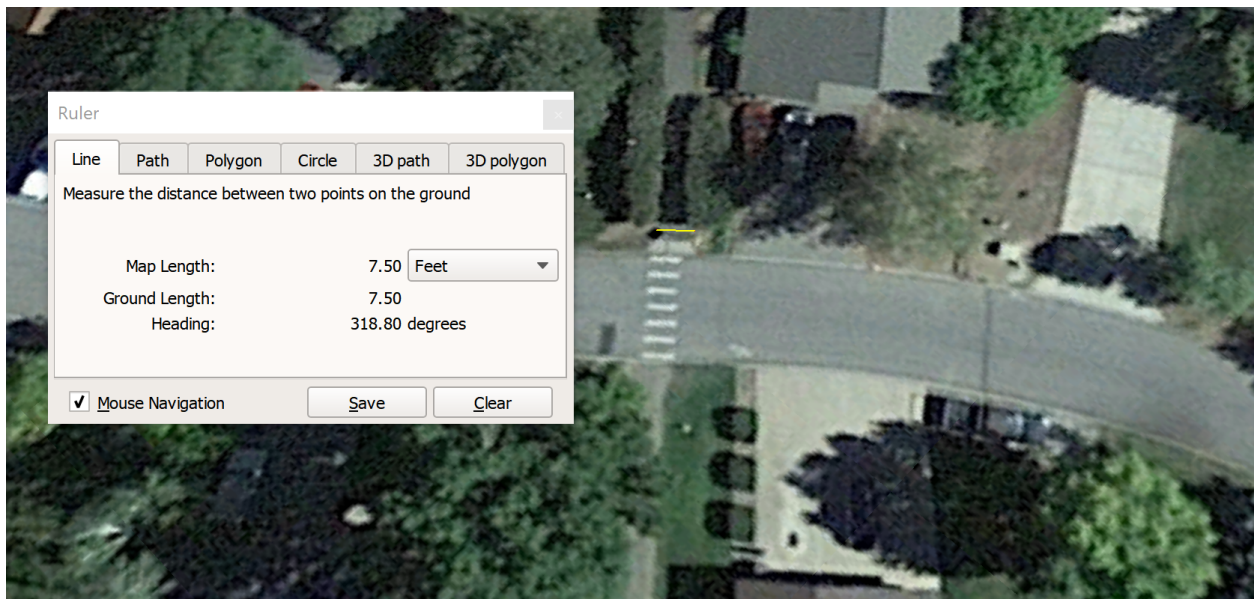 Ruler
Line Path Polygon Circle 3D path 3D polygon
Measure the distance between two points on the ground
Map Length: 7.50 Feet
Ground Length: 7.50
Heading: 318.80 degrees
Mouse Navigation Save Clear